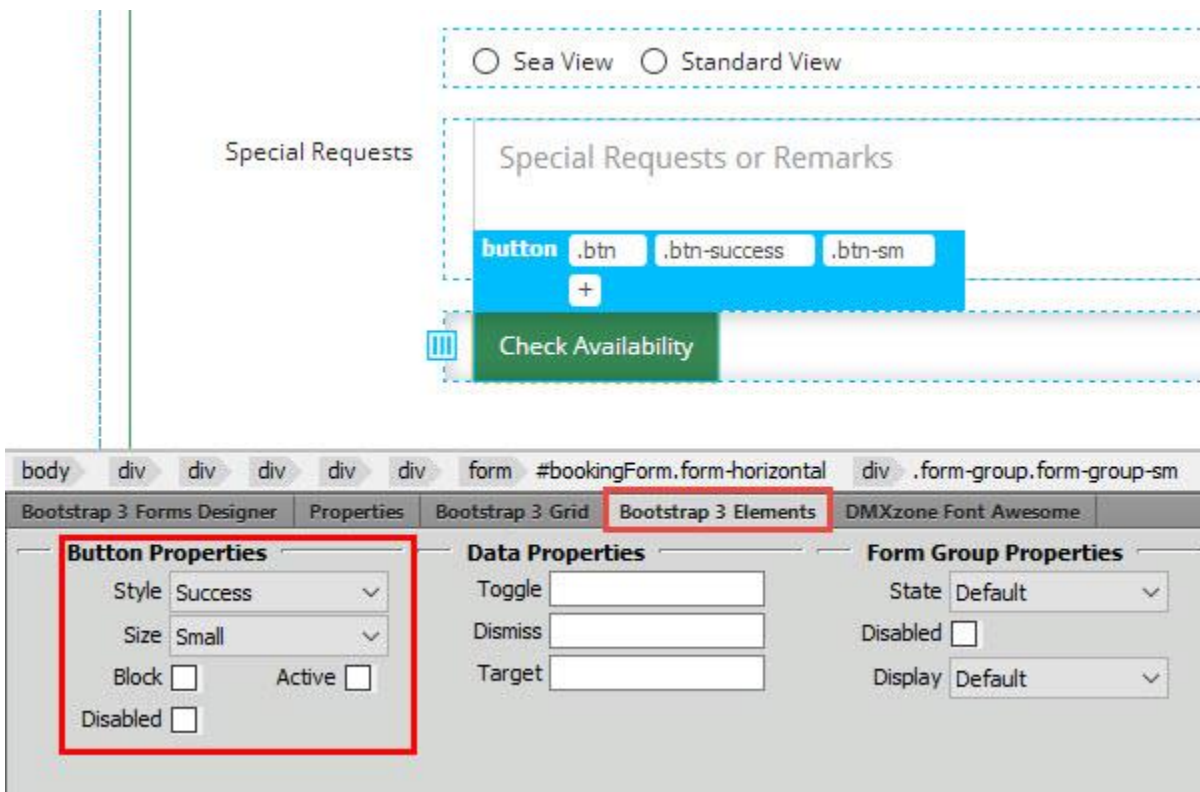 Sea View Standard View
Special Requests Special Requests or Remarks
button .btn .btn-success .btn-sm
+
Check Availability
body div div div div div form #bookingForm.form-horizontal div .form-group.form-group-sm
Bootstrap 3 Forms Designer Properties Bootstrap 3 Grid Bootstrap 3 Elements DMXzone Font Awesome
Button Properties Data Properties Form Group Properties
Style Success Toggle State Default
Size Small Dismiss Disabled
Block Active Target Display Default
Disabled